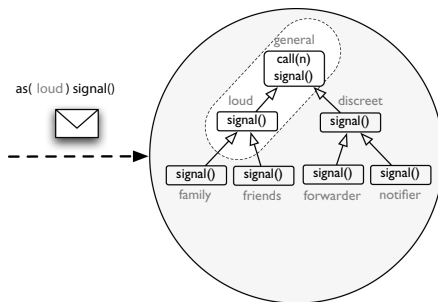 general
call(n)
signal()
as( loud ) signal()
loud
discreet
signal()
signal()
signal()
signal()
signal()
signal()
family
friends
forwarder
notifier